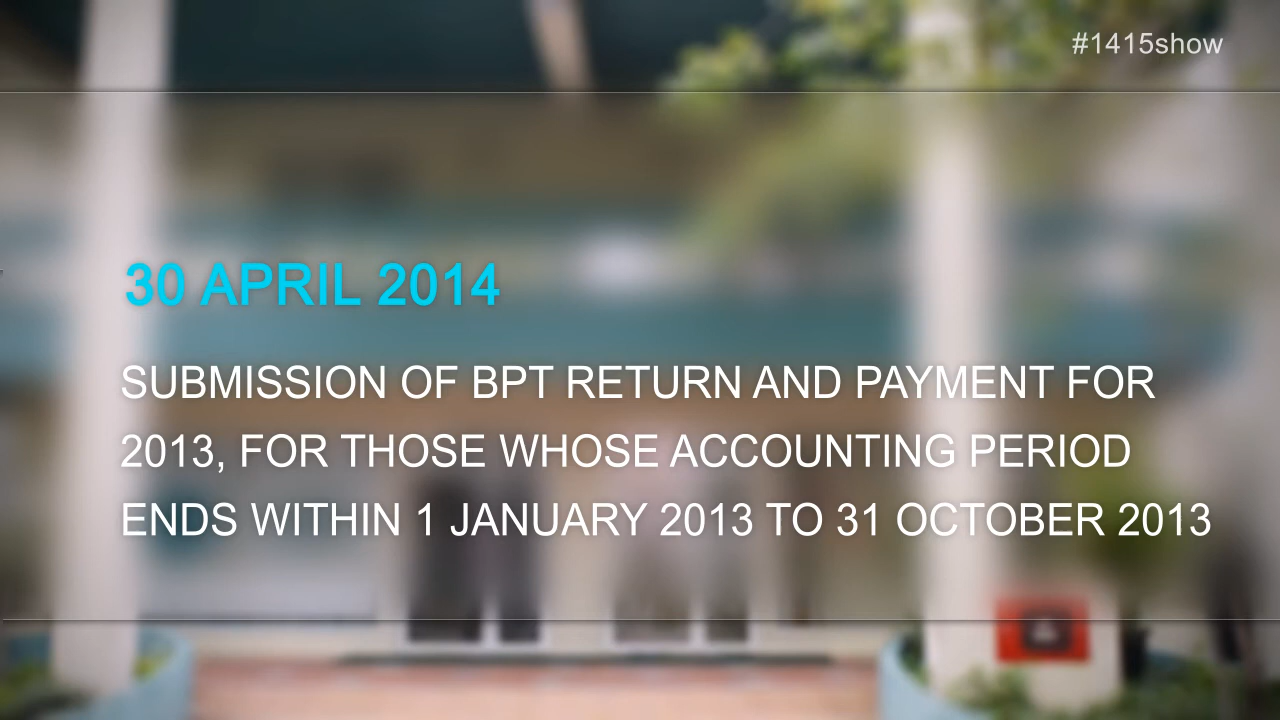 #1415show
30 APRIL 2014
SUBMISSION OF BPT RETURN AND PAYMENT FOR
2013, FOR THOSE WHOSE ACCOUNTING PERIOD
ENDS WITHIN 1 JANUARY 2013 TO 31 OCTOBER 2013